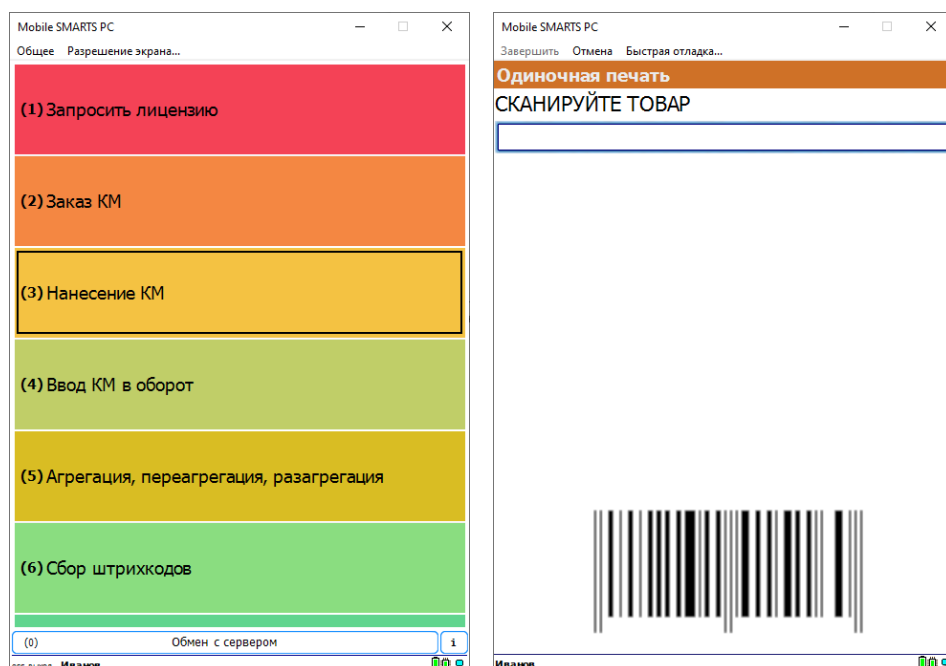 Mobile SMARTS PC
Общее Разрешение экрана...
(1) Запросить лицензию
(2) Заказ КМ
(3) Нанесение КМ
(4) Ввод КМ в оборот
(5) Агрегация, переагрегация, разагрегация
(6) Сбор штрихкодов
(0) Обмен с сервером i
Иванов
Mobile SMARTS PC
Завершить Отмена Быстрая отладка...
Одиночная печать
СКАНИРУЙТЕ ТОВАР
Иванов